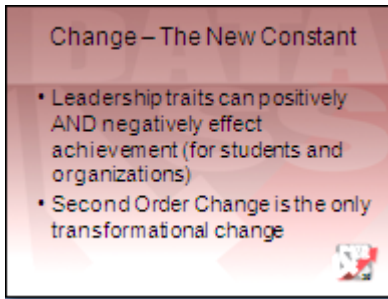 Change – The New Constant
• Leadership traits can positively
AND negatively effect
achievement (for students and
organizations)
• Second Order Change is the only
transformational change